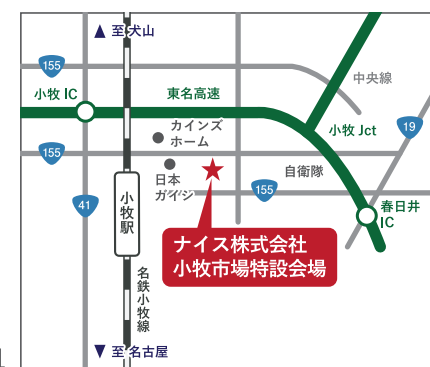 ▲ 至 犬山
155
中央線
小牧 IC
東名高速
カインズ
ホーム
小牧 Jct
19
155
日本
ガイシ
自衛隊
155
41
小牧駅
春日井
IC
ナイス株式会社
小牧市場特設会場
名鉄小牧線
▼ 至 名古屋